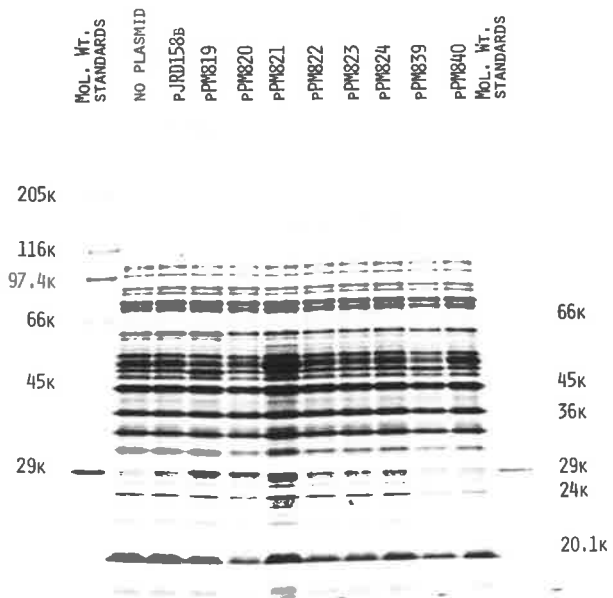 MOL. WT. STANDARDS
NO PLASMID
pJRD158B
pPM819
pPM820
pPM821
pPM822
pPM823
pPM824
pPM839
pPM840
MOL. WT. STANDARDS
205K
116K
97.4K
66K
45K
29K
66K
45K
36K
29K
24K
20.1K